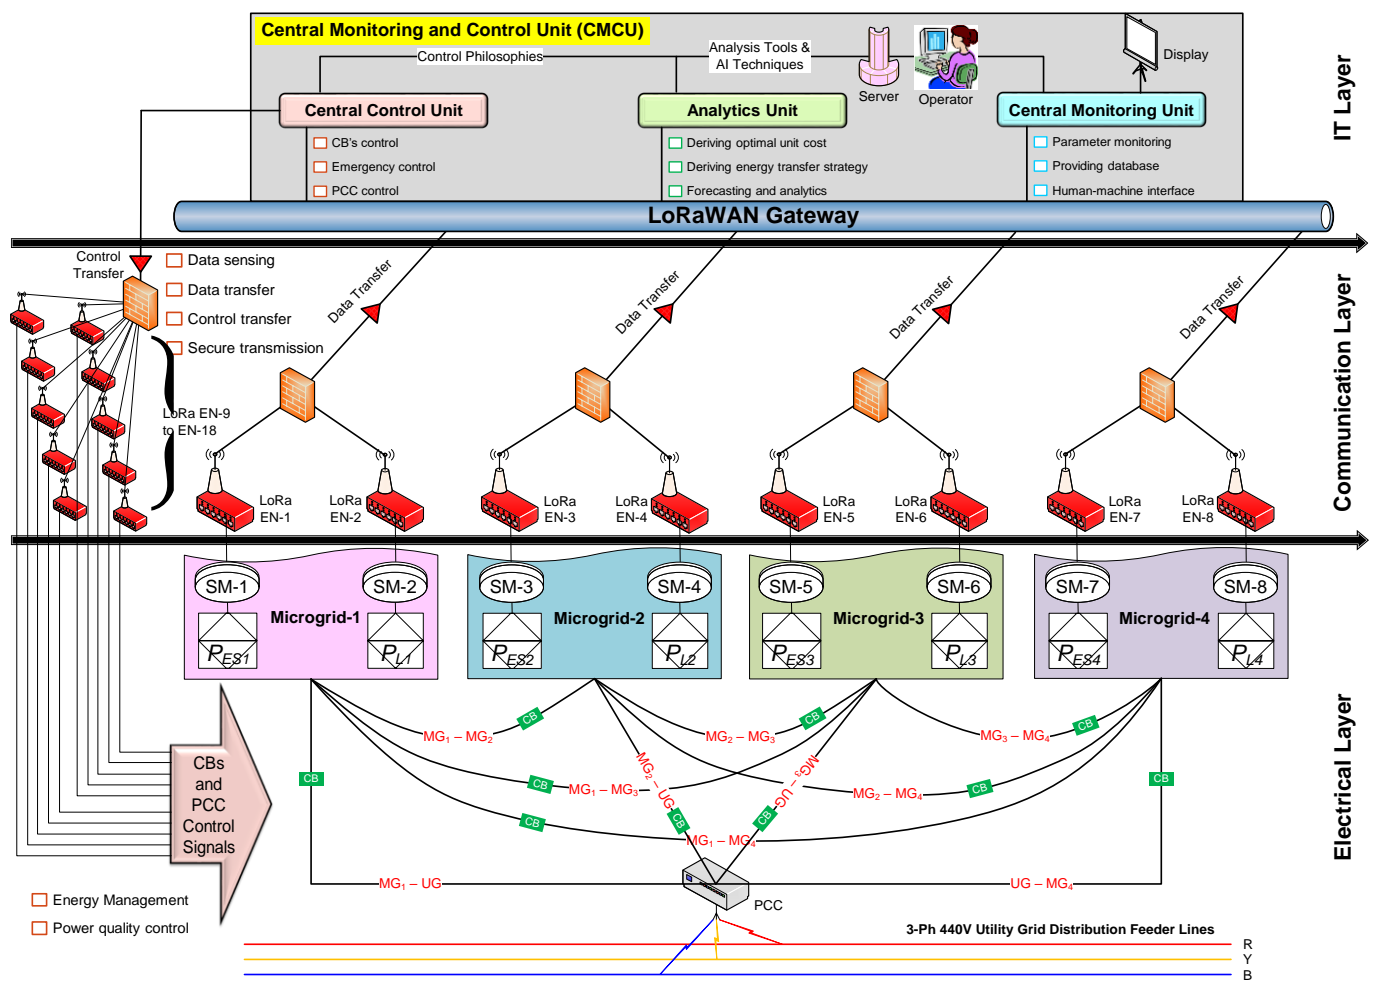 Central Monitoring and Control Unit (CMCU)
Control Philosophies
Analysis Tools &
AI Techniques
Server
Operator
Display
IT Layer
Central Control Unit
CB's control
Emergency control
PCC control
Analytics Unit
Deriving optimal unit cost
Deriving energy transfer strategy
Forecasting and analytics
Central Monitoring Unit
Parameter monitoring
Providing database
Human-machine interface
LoRaWAN Gateway
Control
Transfer
Data sensing
Data transfer
Control transfer
Secure transmission
Data Transfer
Data Transfer
Data Transfer
Data Transfer
Communication Layer
LoRa EN-9
to EN-18
LoRa
EN-1
LoRa
EN-2
LoRa
EN-3
LoRa
EN-4
LoRa
EN-5
LoRa
EN-6
LoRa
EN-7
LoRa
EN-8
SM-1
SM-2
SM-3
SM-4
SM-5
SM-6
SM-7
SM-8
Microgrid-1
Microgrid-2
Microgrid-3
Microgrid-4
PES1
PL1
PES2
PL2
PES3
PL3
PES4
PL4
Electrical Layer
CB
CB
CB
MG1 – MG2
MG2 – MG3
MG3 – MG4
CB
CB
CB
CB
MG1 – MG3
MG2 – MG4
MG2 – UG
MG3 – UG
CB
CB
CB
MG1 – MG4
CBs
and
PCC
Control
Signals
MG1 – UG
UG – MG4
PCC
Energy Management
Power quality control
3-Ph 440V Utility Grid Distribution Feeder Lines
R
Y
B